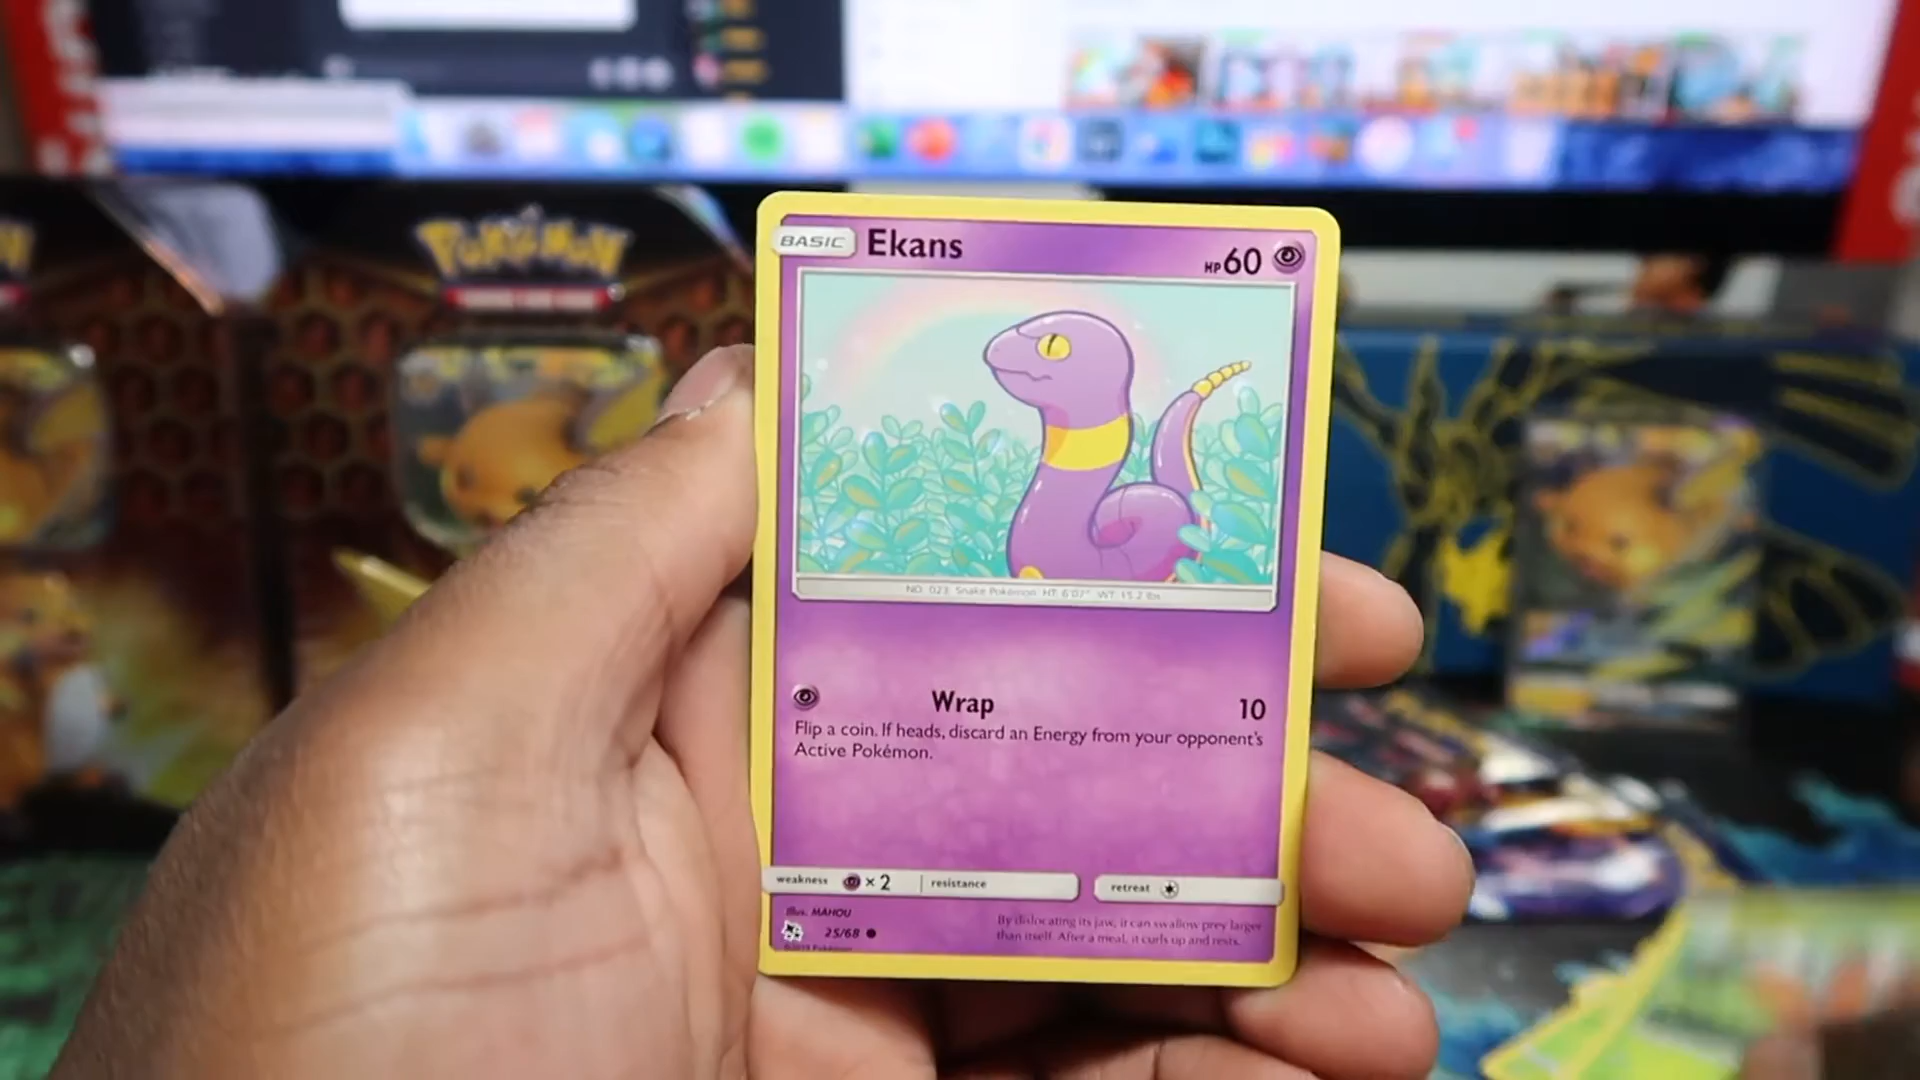 POKÉMON
BASIC Ekans HP60
NO. 023 Snake Pokémon HT: 6'07" WT: 15.2 lbs.
Wrap 10
Flip a coin. If heads, discard an Energy from your opponent's
Active Pokémon.
weakness ×2 resistance retreat
Illus. MAHOU
25/68
©2019 Pokémon
By dislocating its jaw, it can swallow prey larger
than itself. After a meal, it curls up and rests.